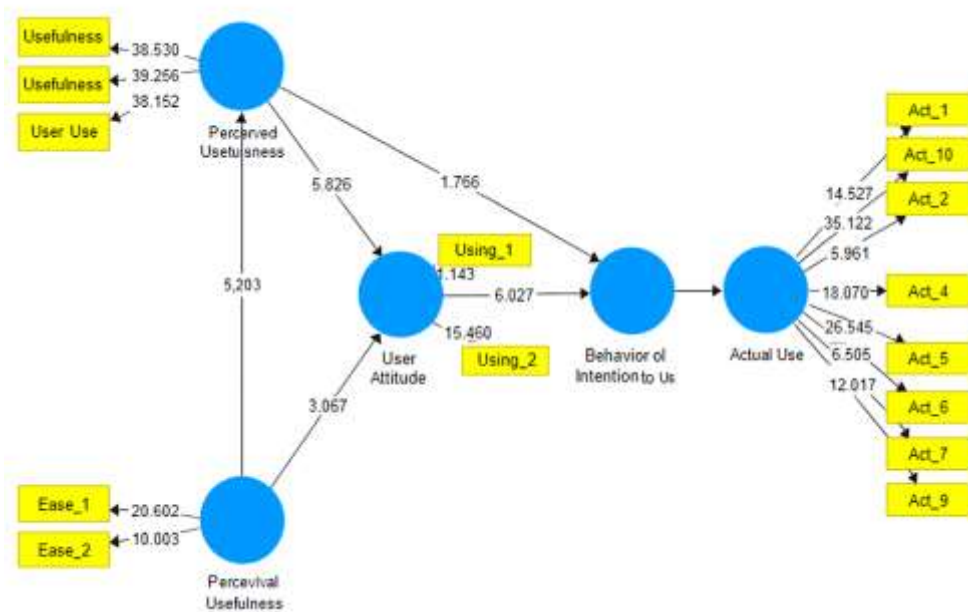 Usefulness
38.530
Usefulness
39.256
User Use
38.152
Percerved
Usetuisness
5.826
1.766
Act_1
Act_10
Act_2
14.527
35.122
5.961
Using_1
1.143
5,203
6.027
18.070
Act_4
15.460
Using_2
26.545
Act_5
6.505
Act_6
12.017
Act_7
Act_9
User
Attitude
Behavior of
Intention to Us
Actual Use
3.067
Ease_1
20.602
Ease_2
10.003
Percevival
Usefulness